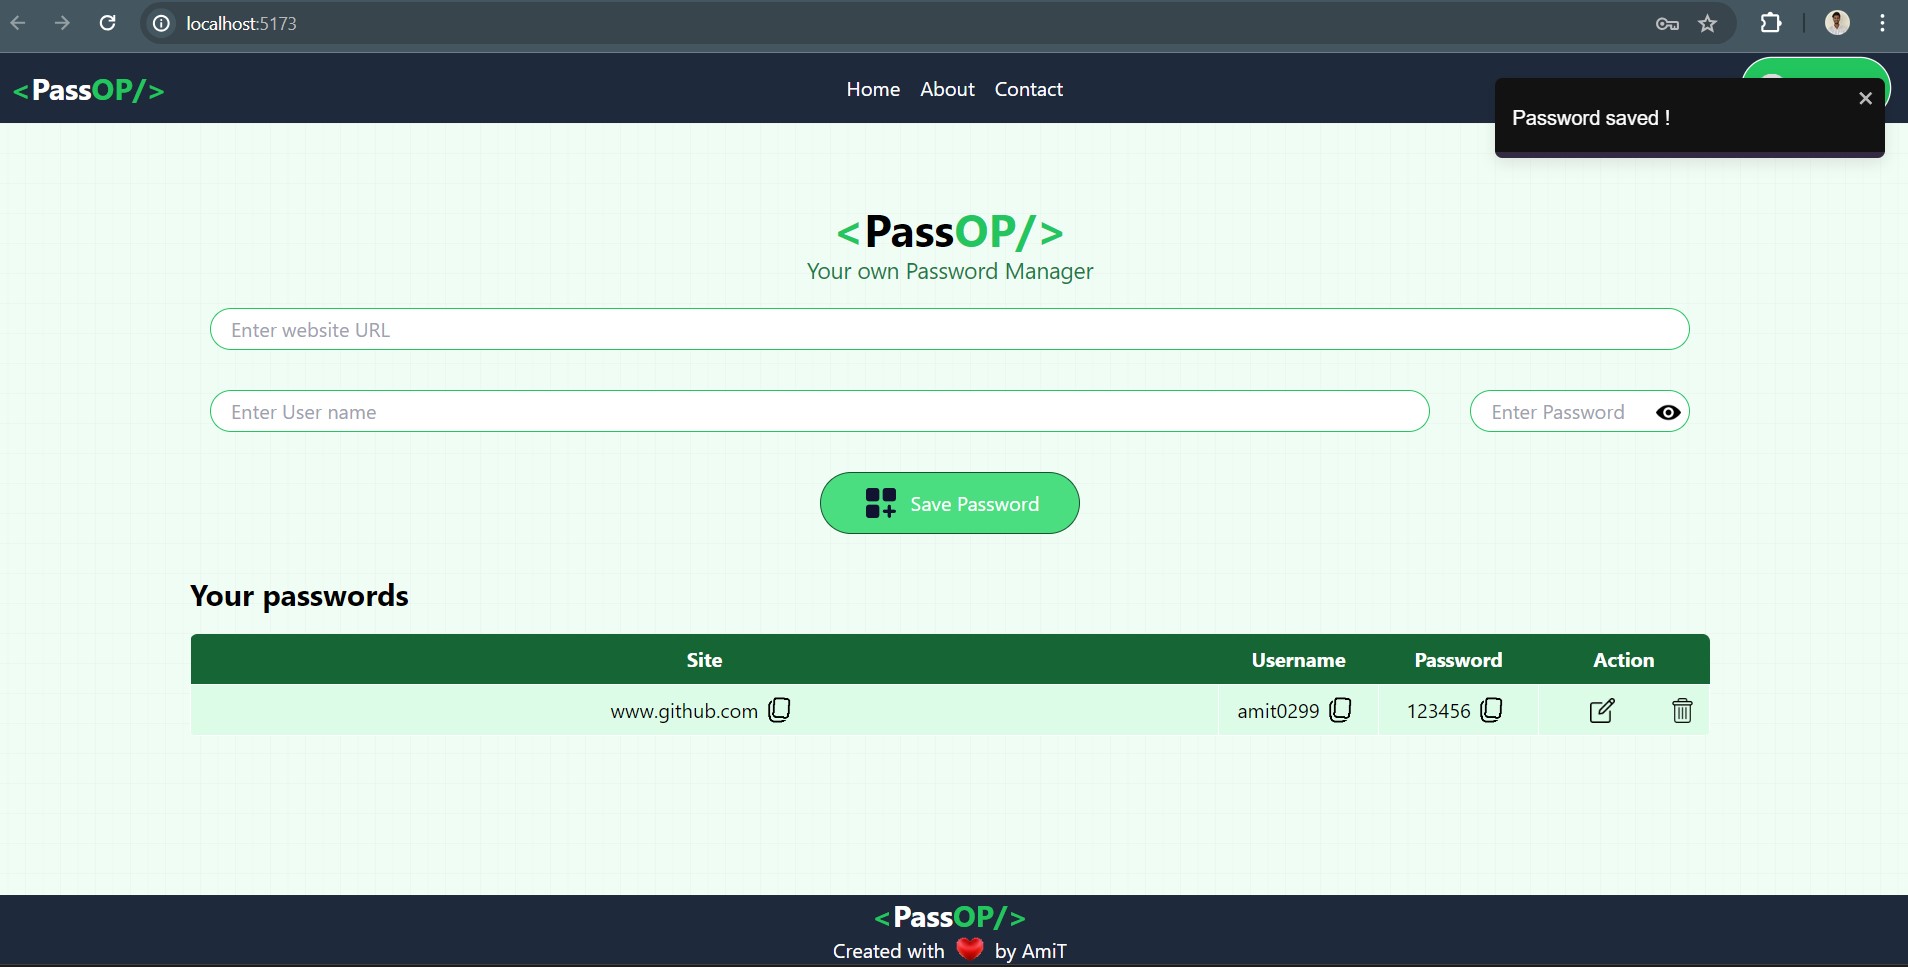 localhost:5173
<PassOP/>
Home About Contact
Password saved !
<PassOP/>
Your own Password Manager
Enter website URL
Enter User name
Enter Password
Save Password
Your passwords
Site Username Password Action
www.github.com amit0299 123456
<PassOP/>
Created with by AmiT